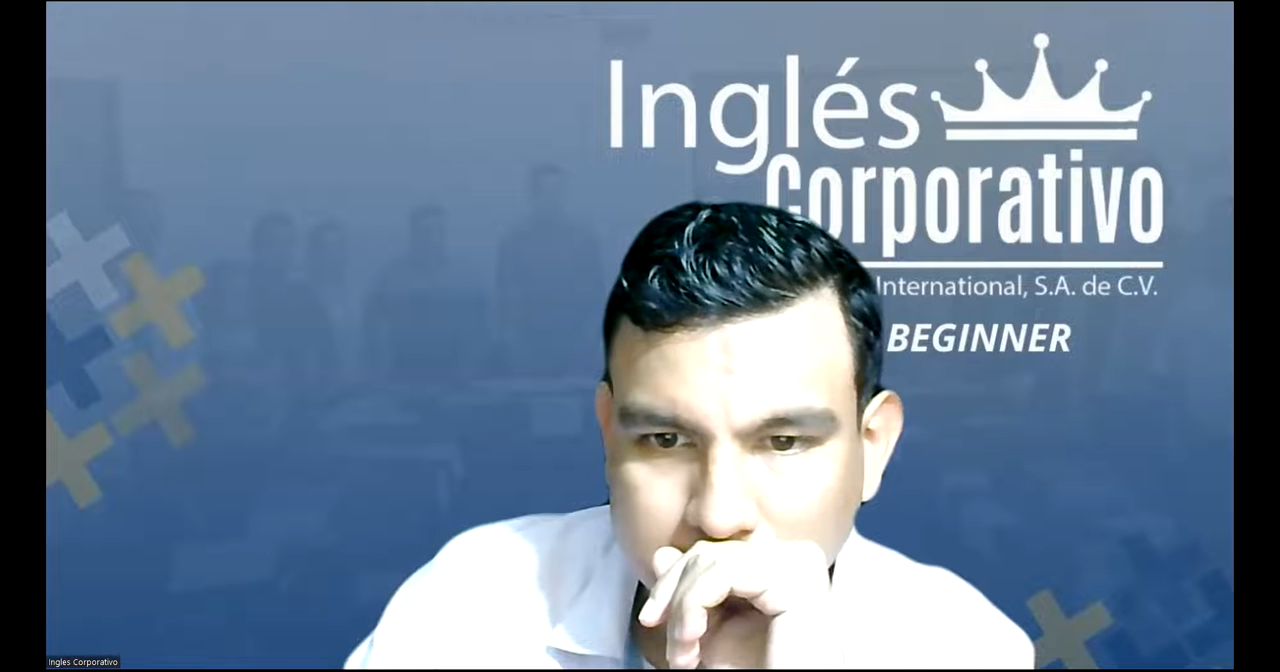 Inglés
Corporativo
International, S.A. de C.V.
BEGINNER
Ingles Corporativo